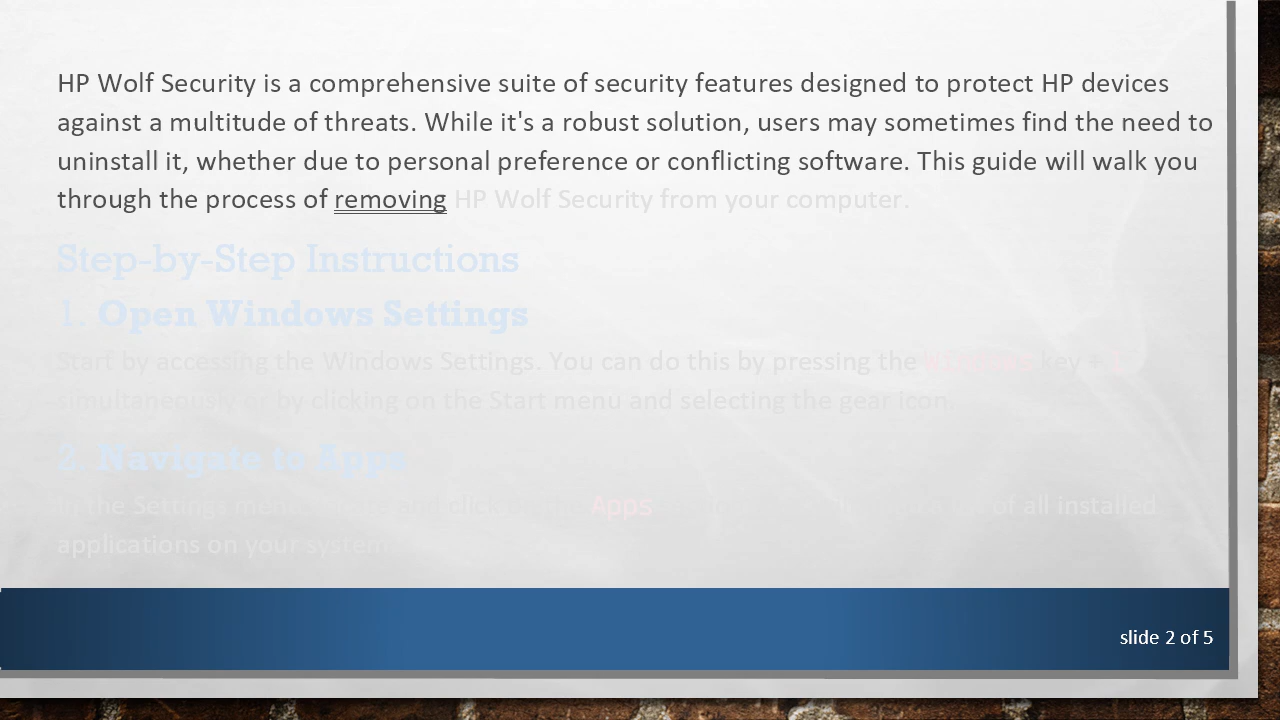 HP Wolf Security is a comprehensive suite of security features designed to protect HP devices
against a multitude of threats. While it's a robust solution, users may sometimes find the need to
uninstall it, whether due to personal preference or conflicting software. This guide will walk you
through the process of removing HP Wolf Security from your computer.
Step-by-Step Instructions
1. Open Windows Settings
Start by accessing the Windows Settings. You can do this by pressing the Windows key + I
simultaneously or by clicking on the Start menu and selecting the gear icon.
2. Navigate to Apps
In the Settings menu and click Apps of all installed
applications on your system
slide 2 of 5